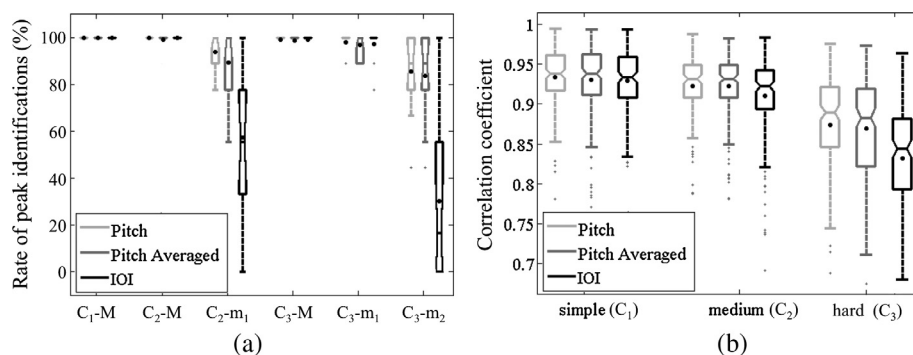 (a)
Rate of peak identifications (%)
100
80
60
40
20
0
Pitch
Pitch Averaged
IOI
C₁-M
C₂-M
C₂-m₁
C₃-M
C₃-m₁
C₃-m₂
(a)
(b)
Correlation coefficient
1
0.95
0.9
0.85
0.8
0.75
0.7
Pitch
Pitch Averaged
IOI
simple (C₁)
medium (C₂)
hard (C₃)
(b)